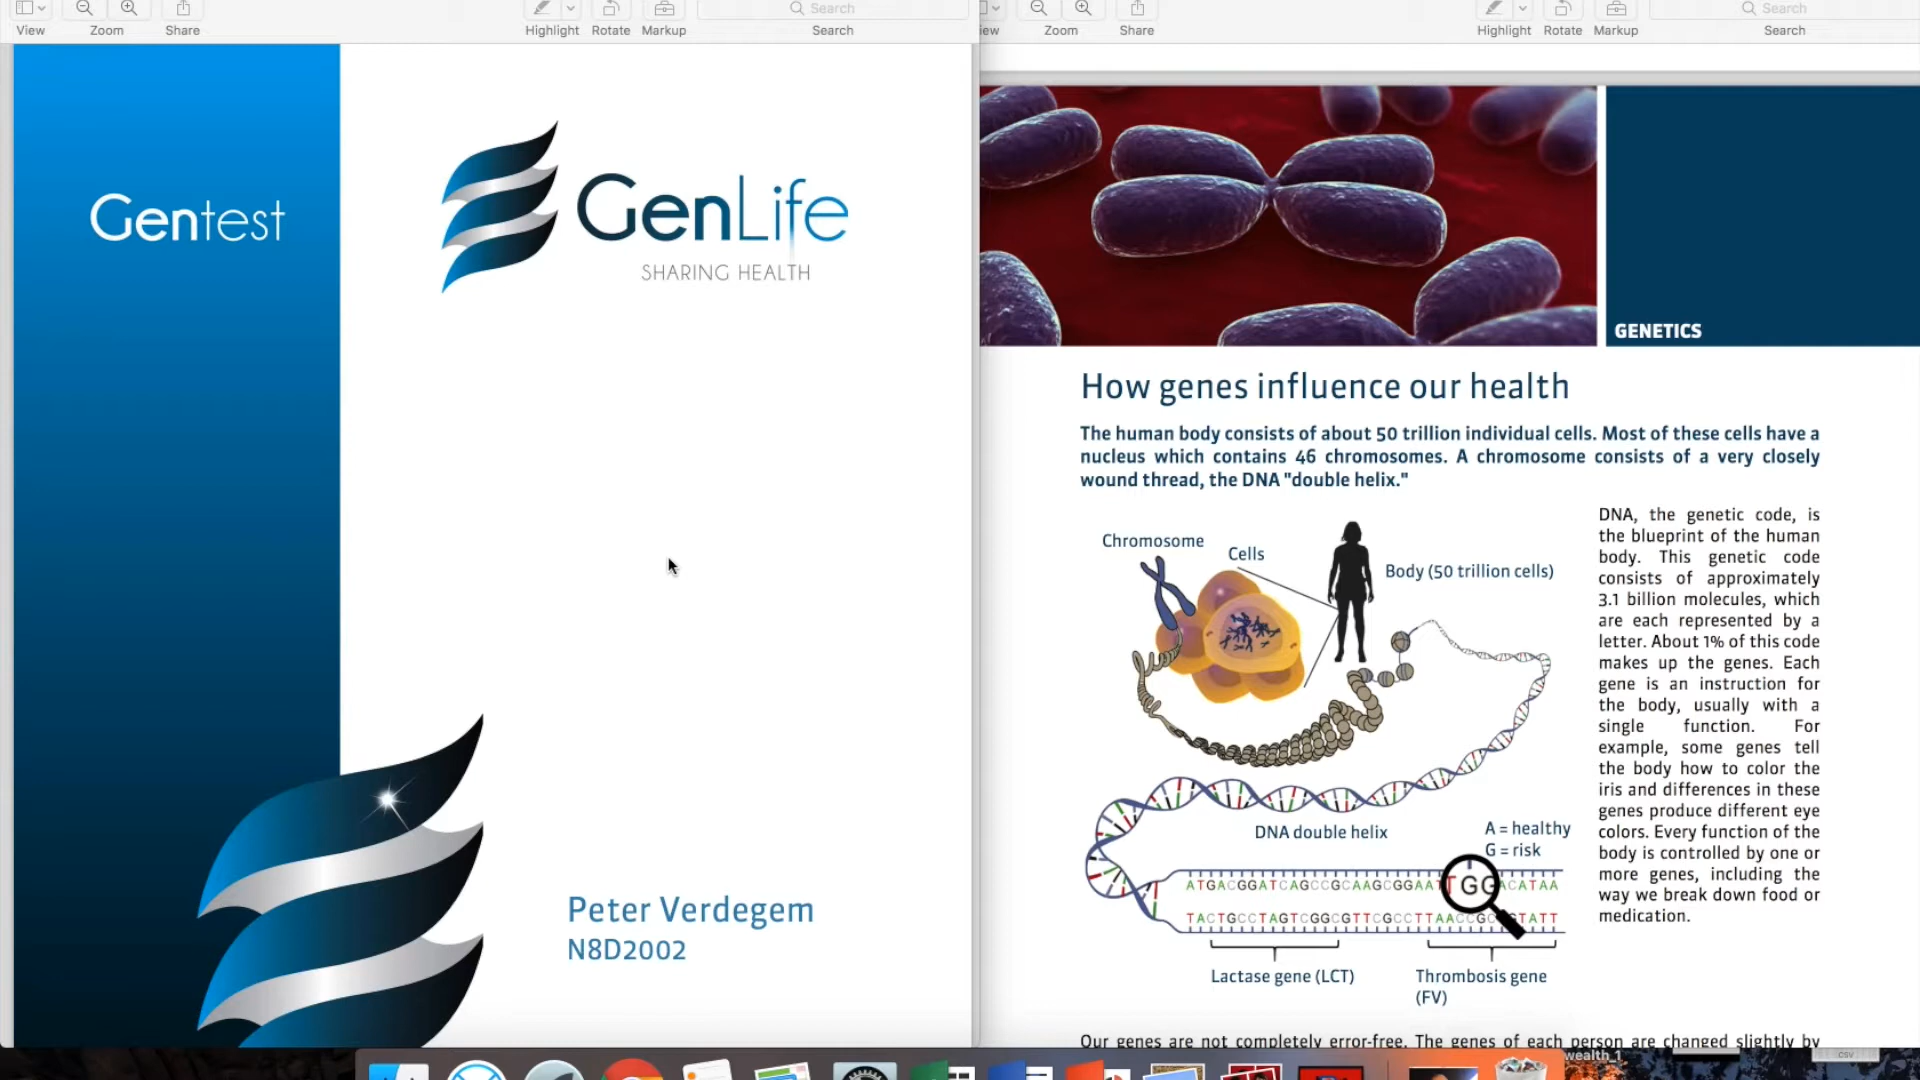 View
Zoom
Share
Highlight
Rotate
Markup
Search
Search
Gentest
GenLife
SHARING HEALTH
Peter Verdegem
N8D2002
iew
Zoom
Share
Highlight
Rotate
Markup
Search
Search
GENETICS
How genes influence our health
The human body consists of about 50 trillion individual cells. Most of these cells have a
nucleus which contains 46 chromosomes. A chromosome consists of a very closely
wound thread, the DNA "double helix."
Chromosome
Cells
Body (50 trillion cells)
DNA double helix
A = healthy
G = risk
ATGACGGATCAGCCGCAAGCGGAATTGGACATAA
TACTGCCTAGTCGGCGTTCGCCTTAACCGC GTATT
Lactase gene (LCT)
Thrombosis gene
(FV)
DNA, the genetic code, is
the blueprint of the human
body. This genetic code
consists of approximately
3.1 billion molecules, which
are each represented by a
letter. About 1% of this code
makes up the genes. Each
gene is an instruction for
the body, usually with a
single function. For
example, some genes tell
the body how to color the
iris and differences in these
genes produce different eye
colors. Every function of the
body is controlled by one or
more genes, including the
way we break down food or
medication.
Our genes are not completely error-free. The genes of each person are changed slightly by
wealth_1
csv